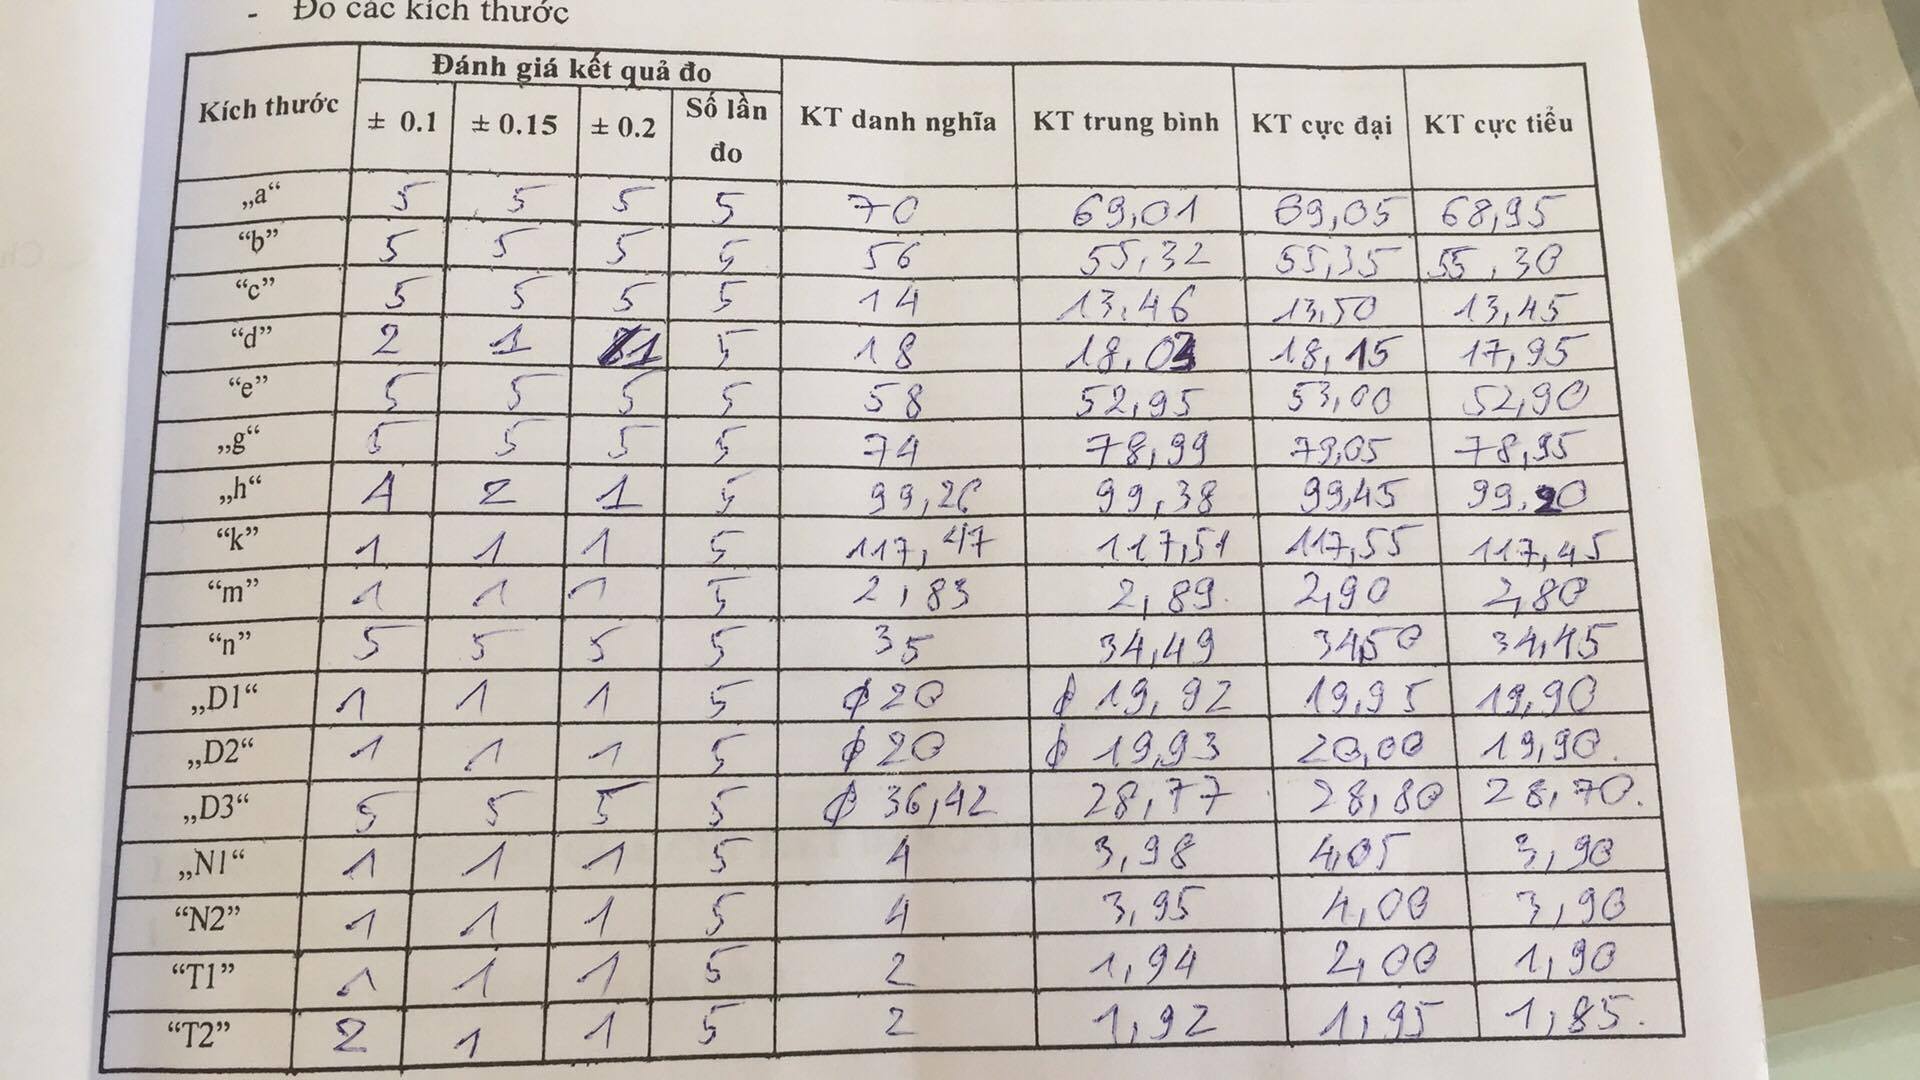 - Đo các kích thước
Kích thước | Đánh giá kết quả đo | KT danh nghĩa | KT trung bình | KT cực đại | KT cực tiểu
± 0.1 | ± 0.15 | ± 0.2 | Số lần đo
„a“ 5 5 5 5 70 69,01 69,05 68,95
“b” 5 5 5 5 56 55,32 55,35 55,30
“c” 5 5 5 5 14 13,46 13,50 13,45
“d” 2 1 1 5 18 18,03 18,15 17,95
“e” 5 5 5 5 58 52,95 53,00 52,90
„g“ 5 5 5 5 74 78,99 79,05 78,95
„h“ 4 2 1 5 99,26 99,38 99,45 99,20
“k” 1 1 1 5 117,47 117,51 117,55 117,45
“m” 1 1 1 5 2,83 2,89 2,90 2,80
“n” 5 5 5 5 35 34,49 34,50 34,45
„D1“ 1 1 1 5 ϕ20 ϕ 19,92 19,95 19,90
„D2“ 1 1 1 5 ϕ20 ϕ 19,93 20,00 19,90.
„D3“ 5 5 5 5 ϕ 36,42 28,77 28,80 28,70.
„N1“ 1 1 1 5 4 3,98 4,05 3,90
“N2” 1 1 1 5 4 3,95 4,00 3,90
“T1” 1 1 1 5 2 1,94 2,00 1,90
“T2” 2 1 1 5 2 1,92 1,95 1,85.